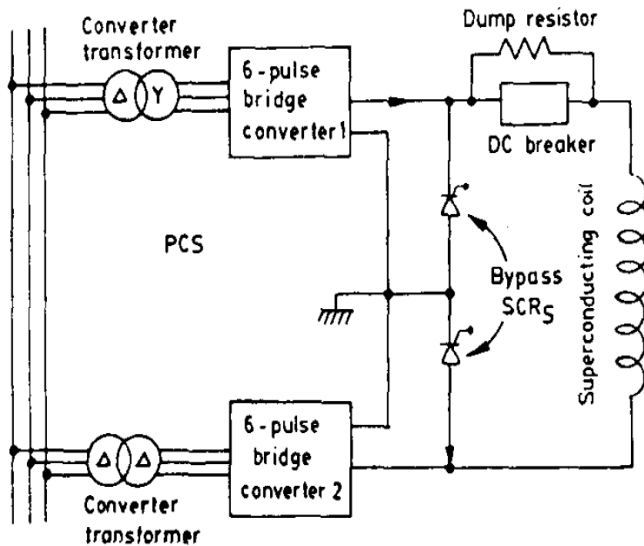 Converter
transformer
Δ Y
6-pulse
bridge
converter 1
Dump resistor
DC breaker
PCS
Bypass
SCRS
Superconducting coil
6-pulse
bridge
converter 2
Δ Δ
Converter
transformer